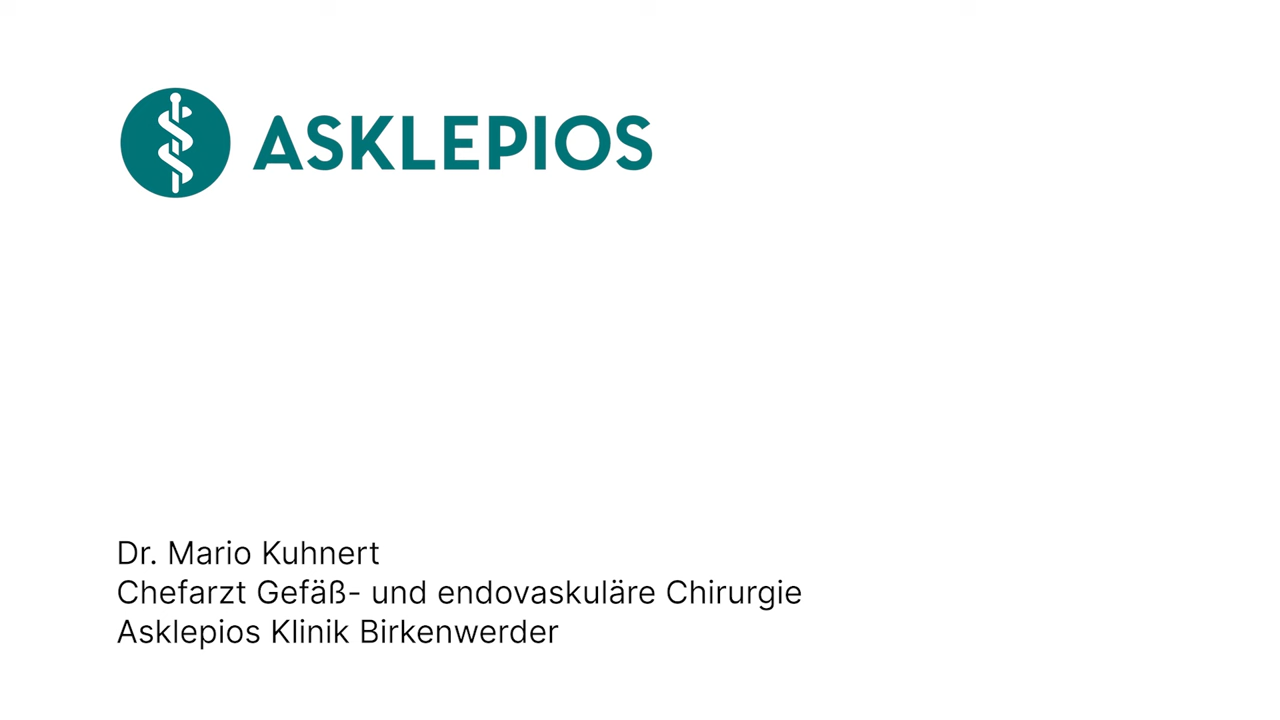 ASKLEPIOS
Dr. Mario Kuhnert
Chefarzt Gefäß- und endovaskuläre Chirurgie
Asklepios Klinik Birkenwerder